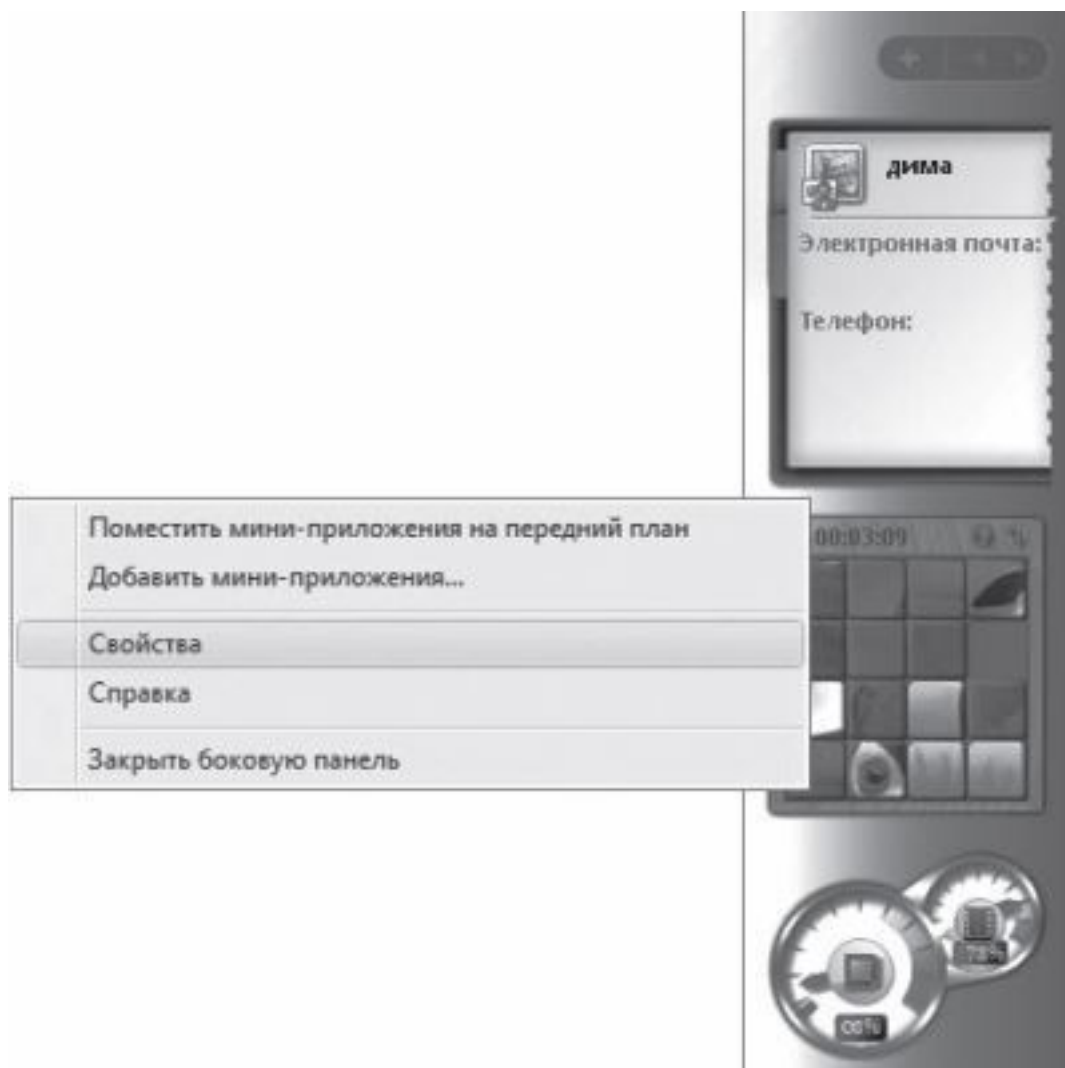 дима
Электронная почта:
Телефон:
Поместить мини-приложения на передний план
Добавить мини-приложения...
Свойства
Справка
Закрыть боковую панель
00:03:09